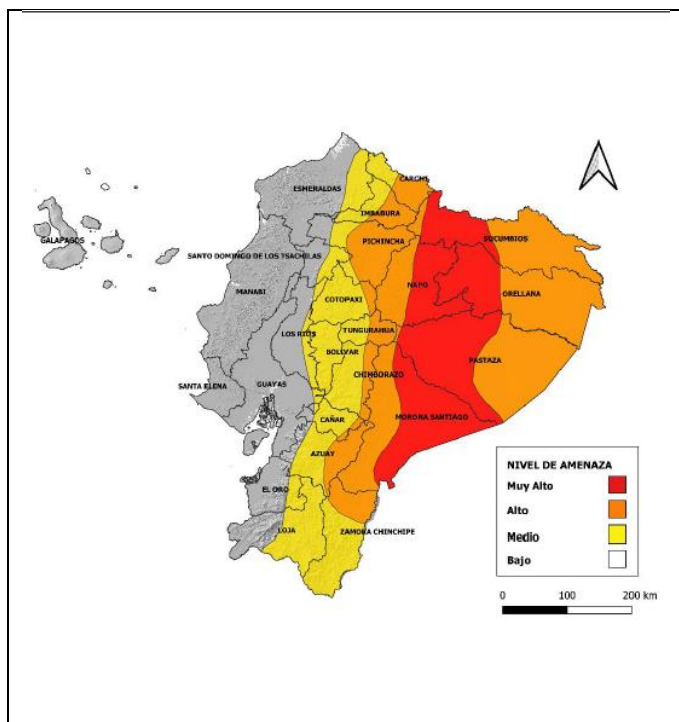 CARCHI
ESMERALDAS
IMBABURA
GALAPAGOS
PICHINCHA
SUCUMBIOS
SANTO DOMINGO DE LOS TSACHILAS
NAPO
MANABI
ORELLANA
COTOPAXI
LOS RIOS
TUNGURAHUA
BOLIVAR
PASTAZA
CHIMBORAZO
SANTA ELENA
GUAYAS
MORONA SANTIAGO
CAÑAR
AZUAY
EL ORO
LOJA
ZAMORA CHINCHIPE
NIVEL DE AMENAZA
Muy Alto
Alto
Medio
Bajo
0 100 200 km